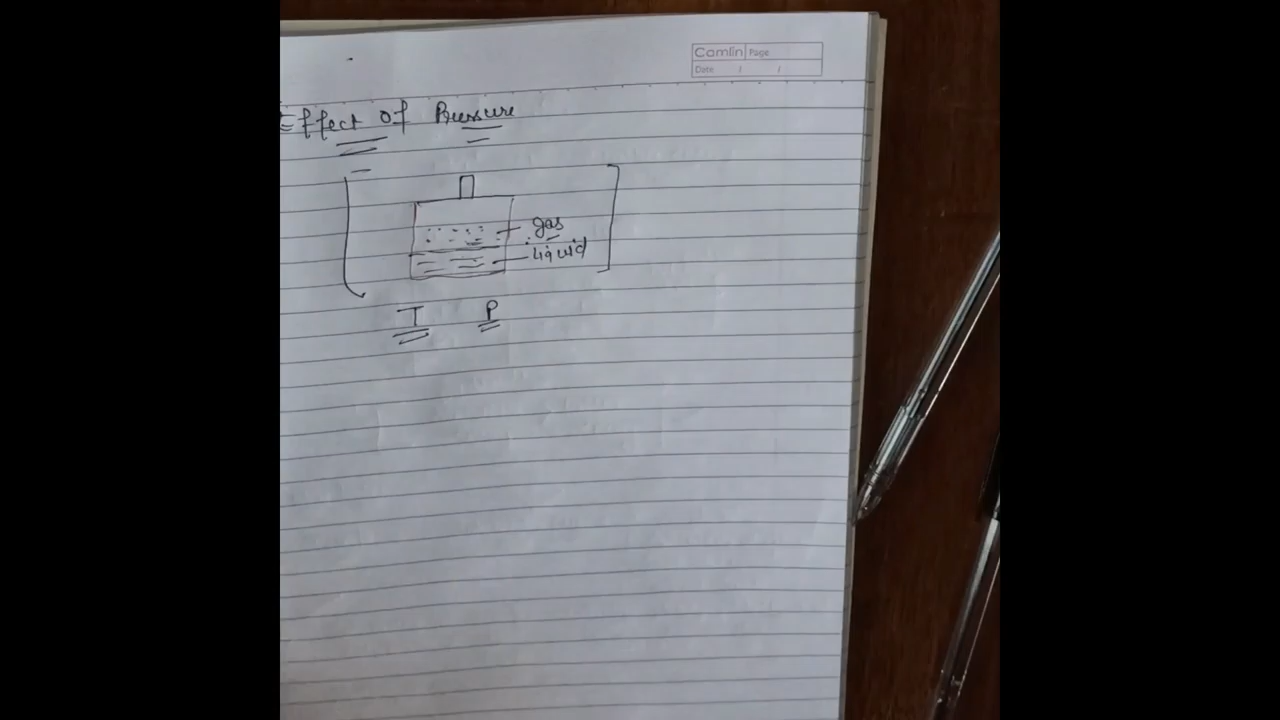 Camlin Page
Date / /
Effect Of Pressure
gas
liquid
T P